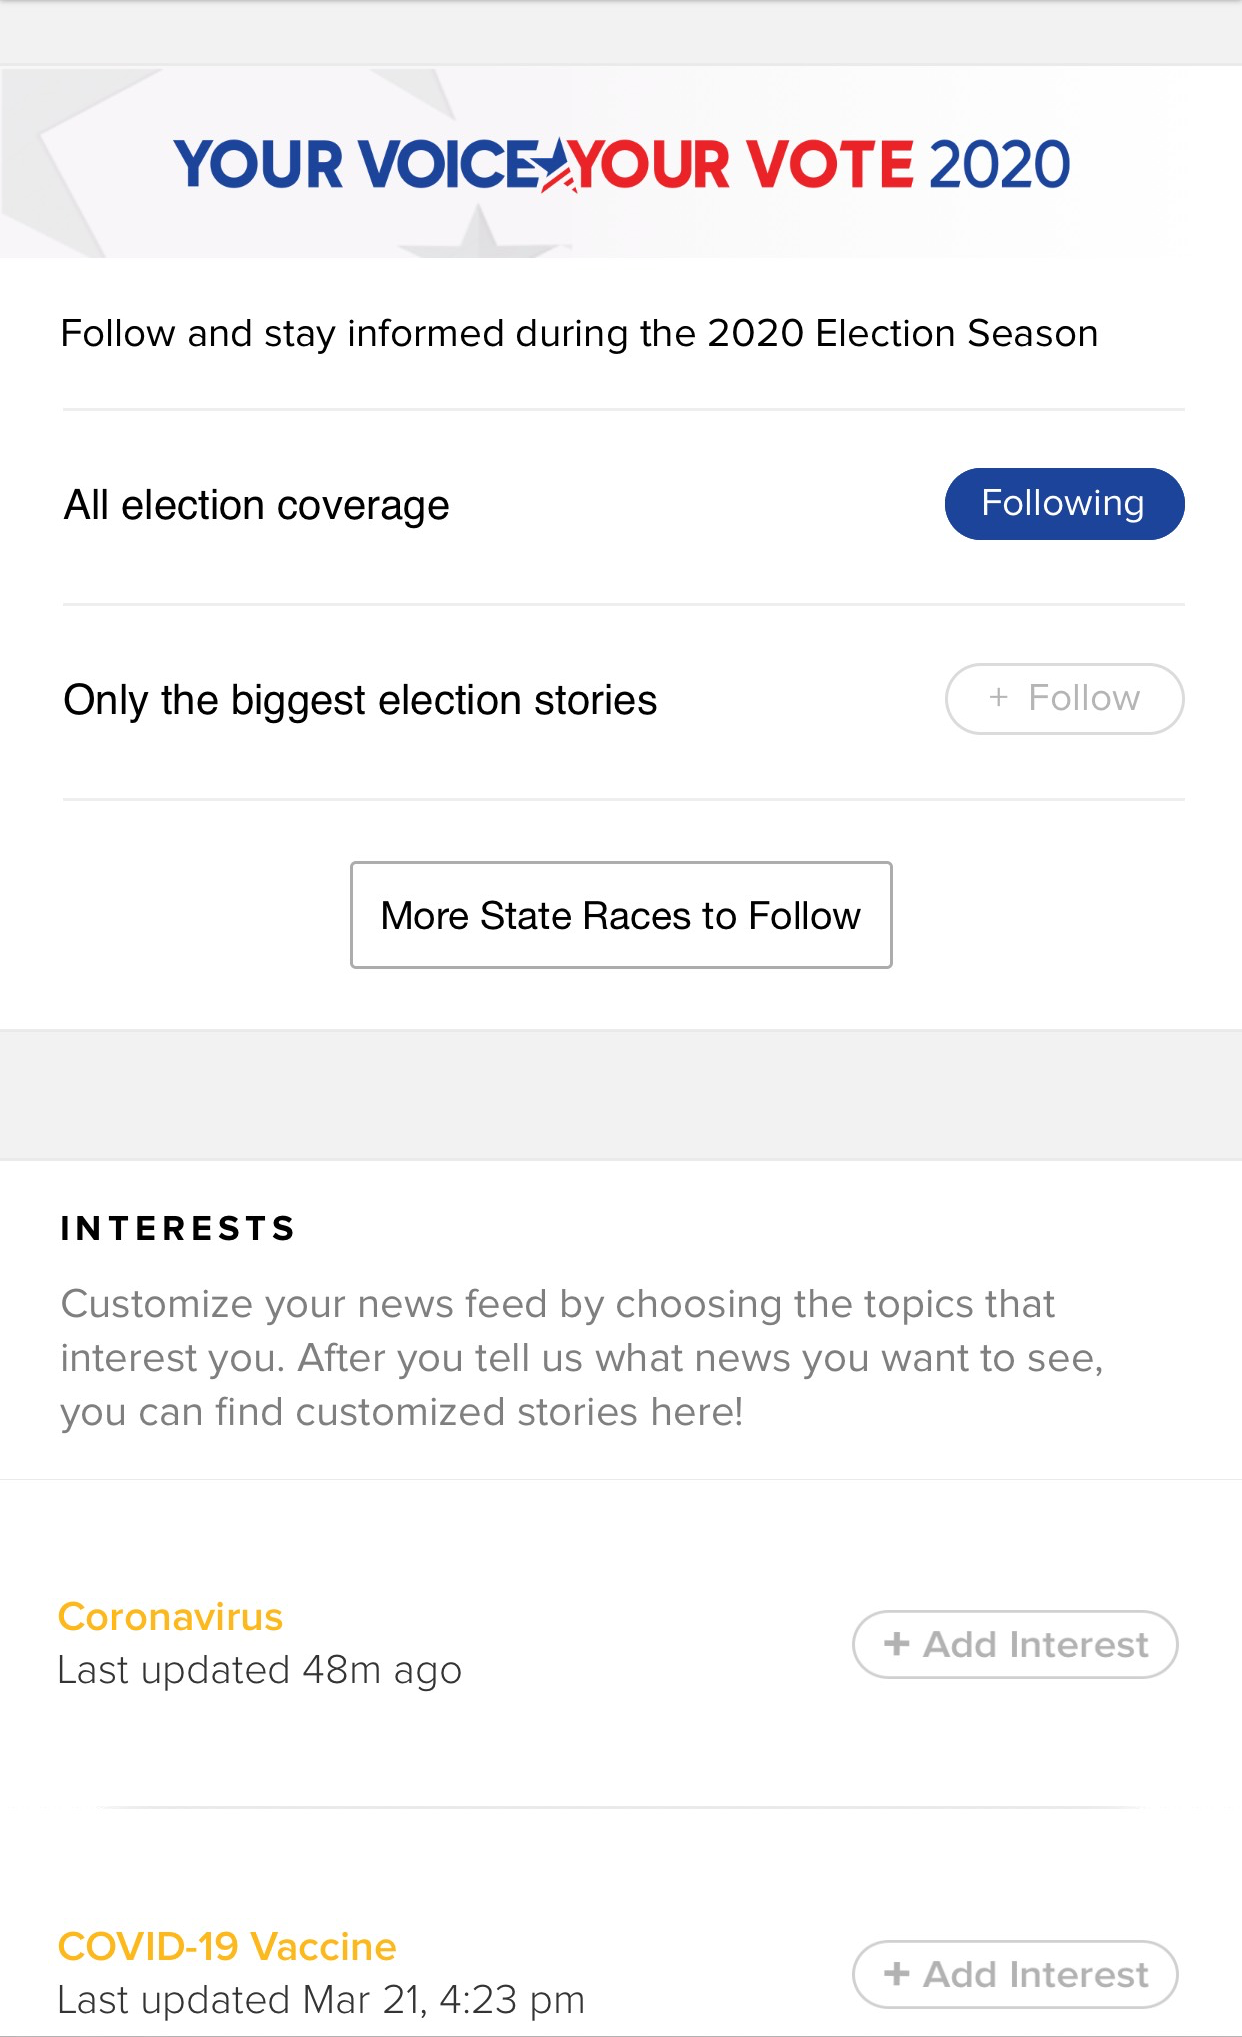 YOUR VOICE YOUR VOTE 2020
Follow and stay informed during the 2020 Election Season
All election coverage
Following
Only the biggest election stories
+ Follow
More State Races to Follow
INTERESTS
Customize your news feed by choosing the topics that
interest you. After you tell us what news you want to see,
you can find customized stories here!
Coronavirus
Last updated 48m ago
+ Add Interest
COVID-19 Vaccine
Last updated Mar 21, 4:23 pm
+ Add Interest